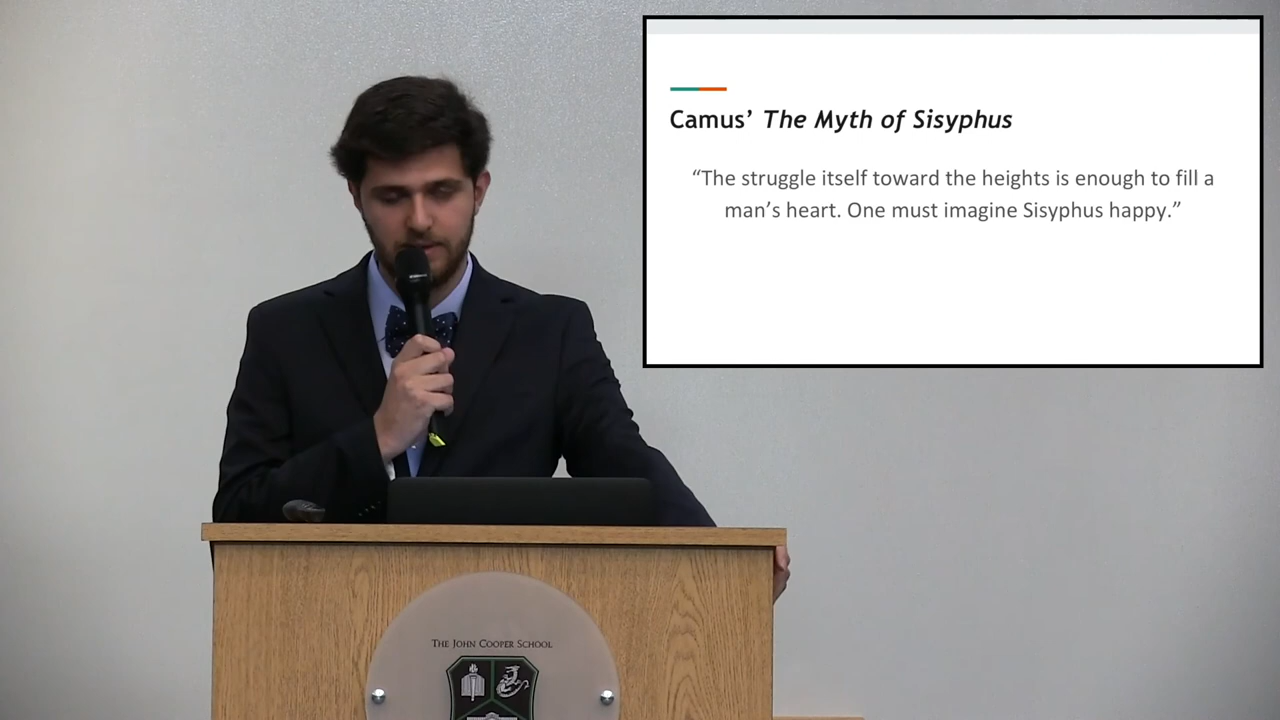 Camus’ The Myth of Sisyphus
“The struggle itself toward the heights is enough to fill a
man’s heart. One must imagine Sisyphus happy.”
THE JOHN COOPER SCHOOL